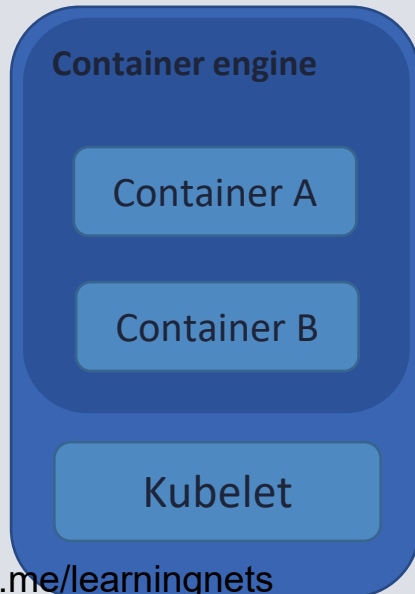 Container engine
Container A
Container B
Kubelet
.me/learningnets